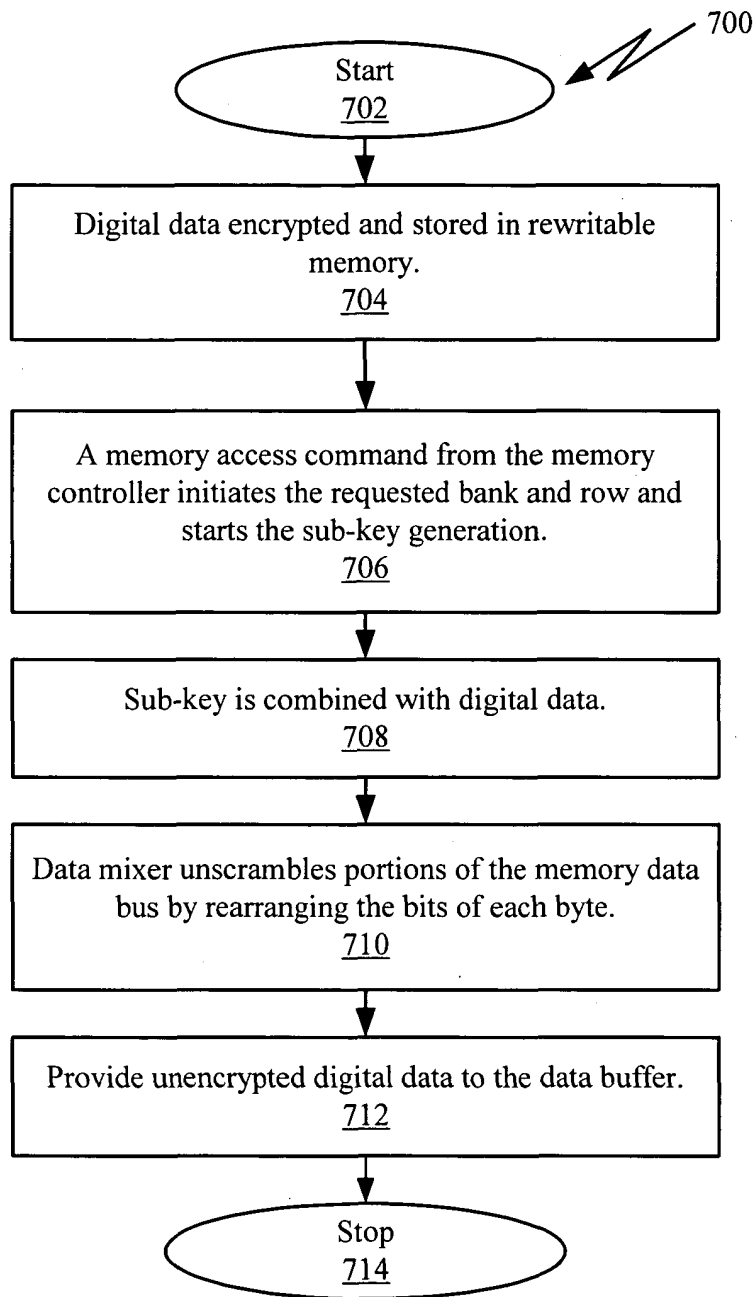 700
Start
702
Digital data encrypted and stored in rewritable
memory.
704
A memory access command from the memory
controller initiates the requested bank and row and
starts the sub-key generation.
706
Sub-key is combined with digital data.
708
Data mixer unscrambles portions of the memory data
bus by rearranging the bits of each byte.
710
Provide unencrypted digital data to the data buffer.
712
Stop
714